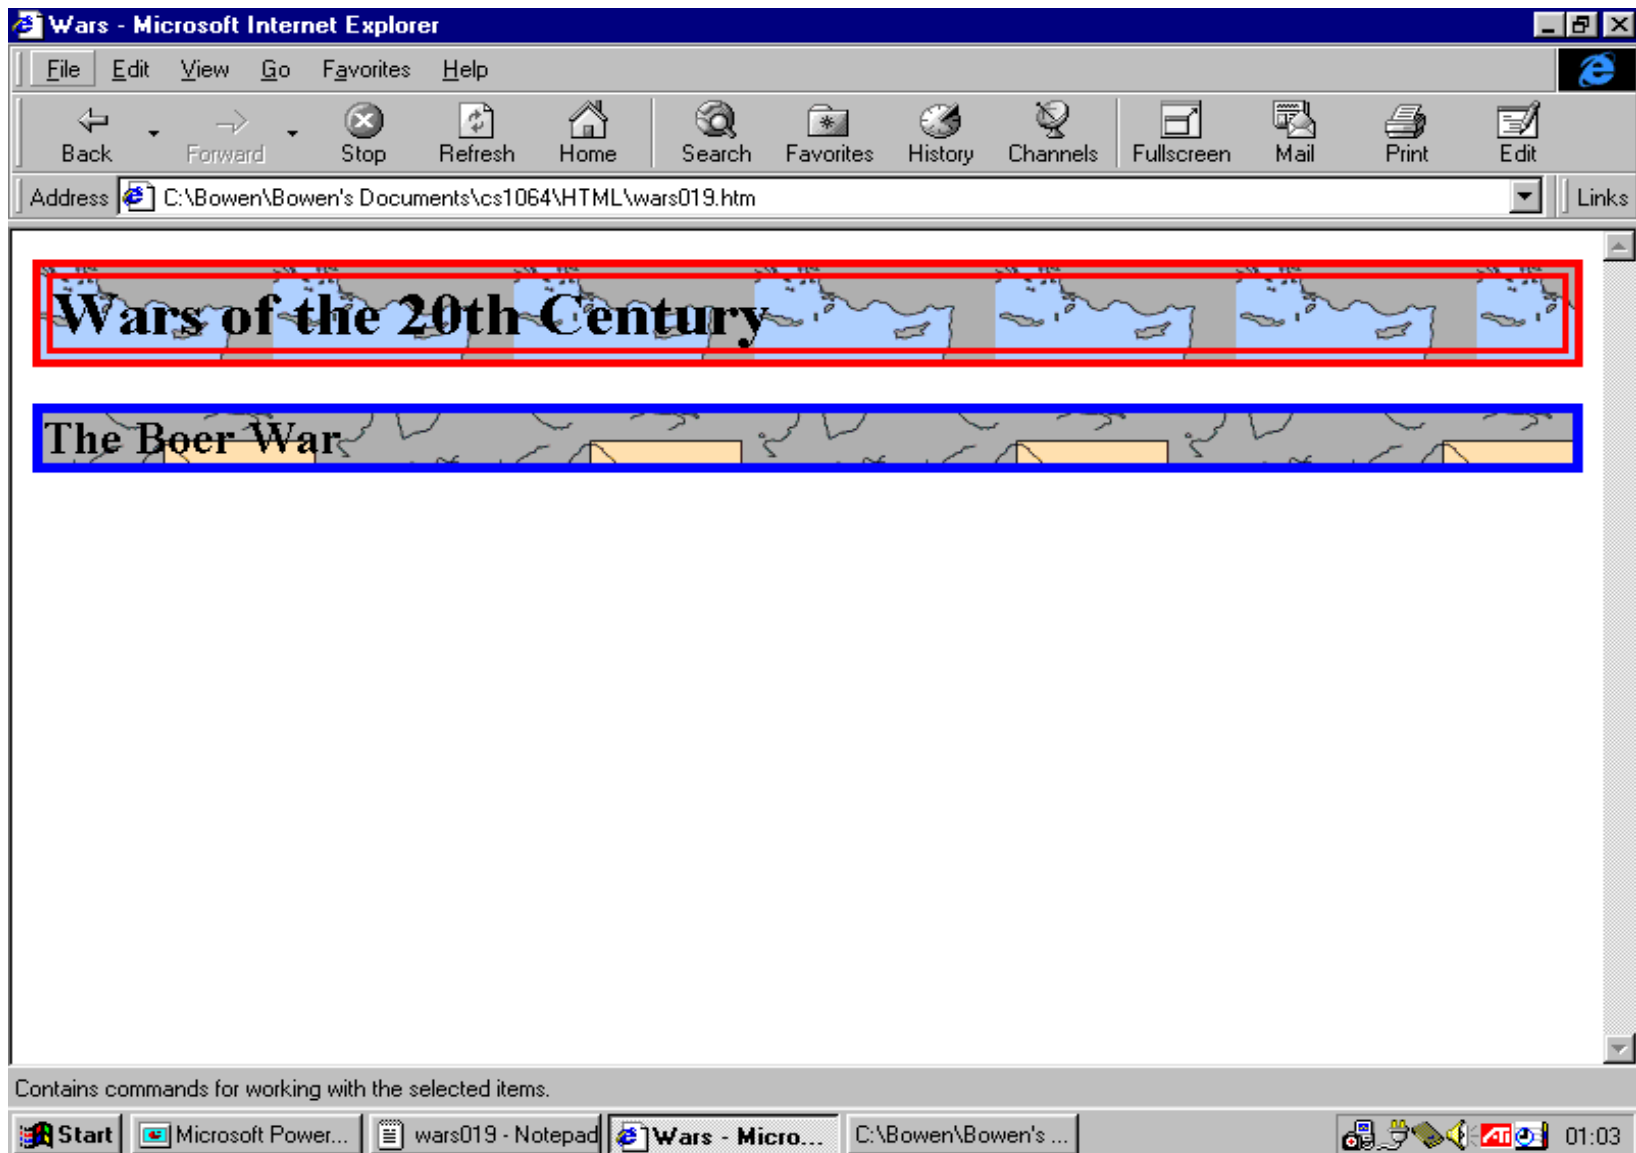 Wars - Microsoft Internet Explorer
File Edit View Go Favorites Help
Back Forward Stop Refresh Home Search Favorites History Channels Fullscreen Mail Print Edit
Address C:\Bowen\Bowen's Documents\cs1064\HTML\wars019.htm Links
Wars of the 20th Century
The Boer War
Contains commands for working with the selected items.
Start Microsoft Power... wars019 - Notepad Wars - Micro... C:\Bowen\Bowen's ... ATI 01:03